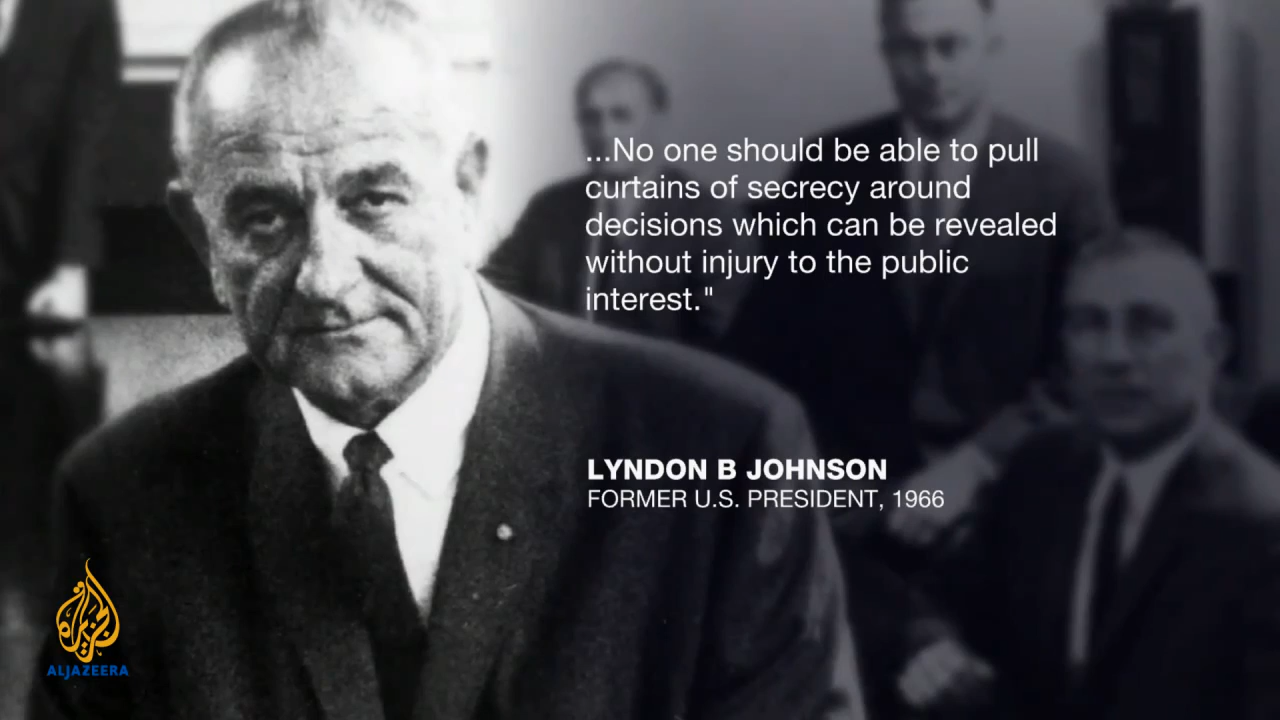 ...No one should be able to pull
curtains of secrecy around
decisions which can be revealed
without injury to the public
interest."
LYNDON B JOHNSON
FORMER U.S. PRESIDENT, 1966
الجزيرة
ALJAZEERA